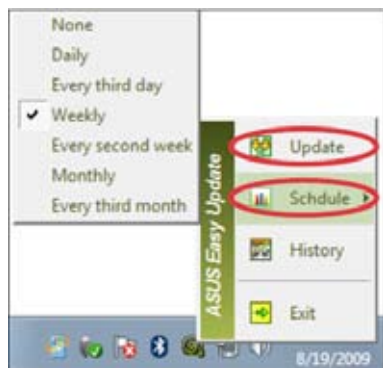 None
Daily
Every third day
Weekly
Every second week
Monthly
Every third month
ASUS Easy Update
Update
Schdule
History
Exit
8/19/2009